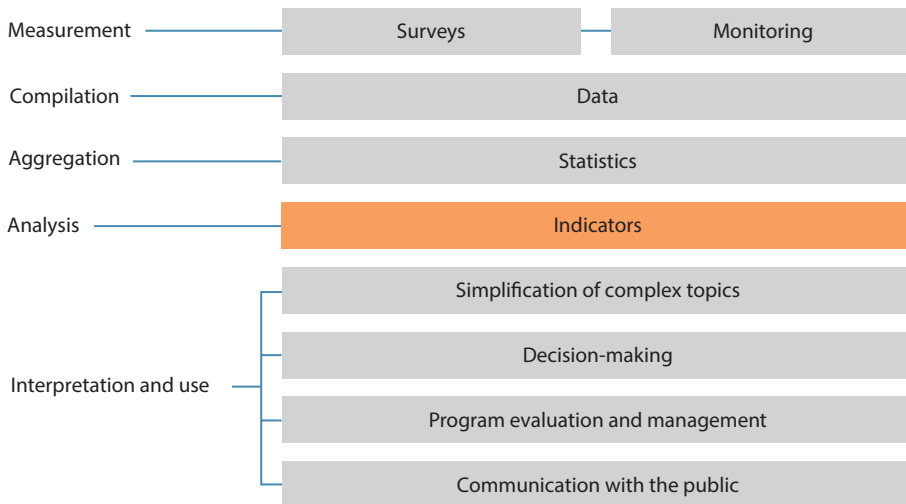 Measurement
Surveys
Monitoring
Compilation
Data
Aggregation
Statistics
Analysis
Indicators
Simplification of complex topics
Decision-making
Interpretation and use
Program evaluation and management
Communication with the public